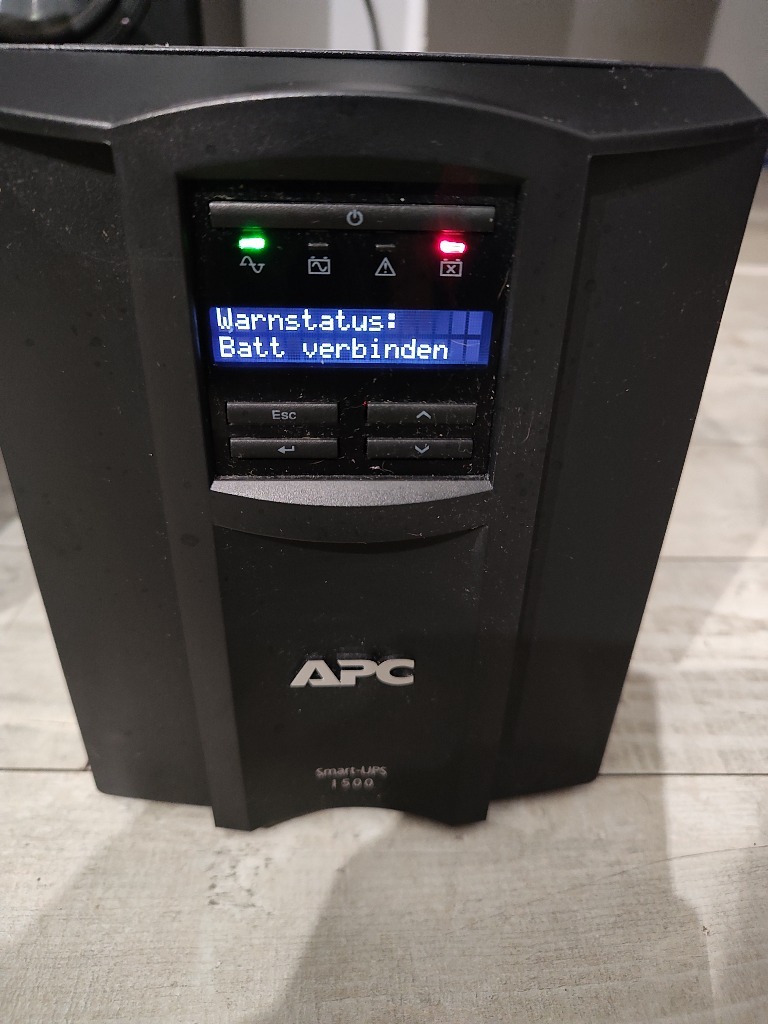 Warnstatus:
Batt verbinden
Esc
APC
Smart-UPS
1500